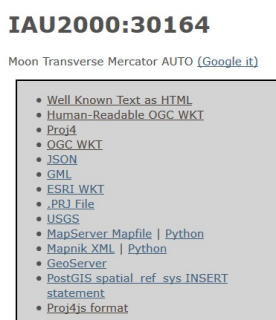 IAU2000:30164
Moon Transverse Mercator AUTO (Google it)
Well Known Text as HTML
Human-Readable OGC WKT
Proj4
OGC WKT
JSON
GML
ESRI WKT
.PRJ File
USGS
MapServer Mapfile | Python
Mapnik XML | Python
GeoServer
PostGIS spatial_ref_sys INSERT
statement
Proj4js format